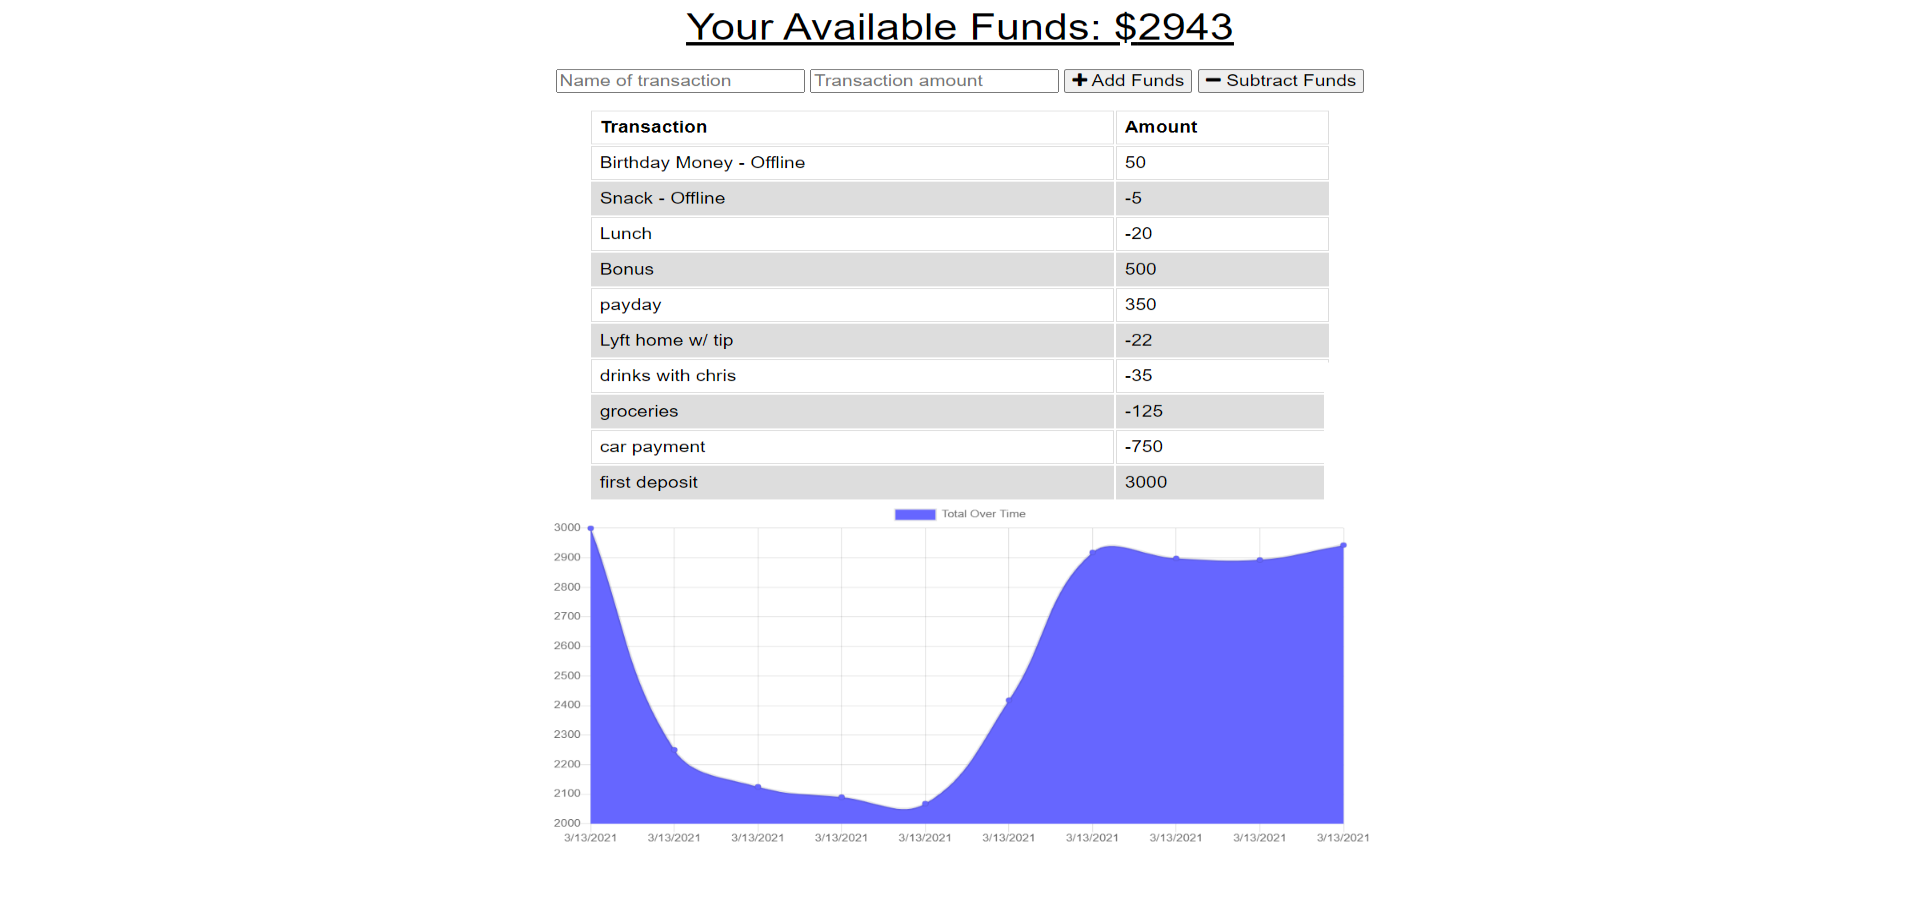 Your Available Funds: $2943
Name of transaction Transaction amount + Add Funds − Subtract Funds
Transaction Amount
Birthday Money - Offline 50
Snack - Offline -5
Lunch -20
Bonus 500
payday 350
Lyft home w/ tip -22
drinks with chris -35
groceries -125
car payment -750
first deposit 3000
Total Over Time
3000
2900
2800
2700
2600
2500
2400
2300
2200
2100
2000
3/13/2021 3/13/2021 3/13/2021 3/13/2021 3/13/2021 3/13/2021 3/13/2021 3/13/2021 3/13/2021 3/13/2021